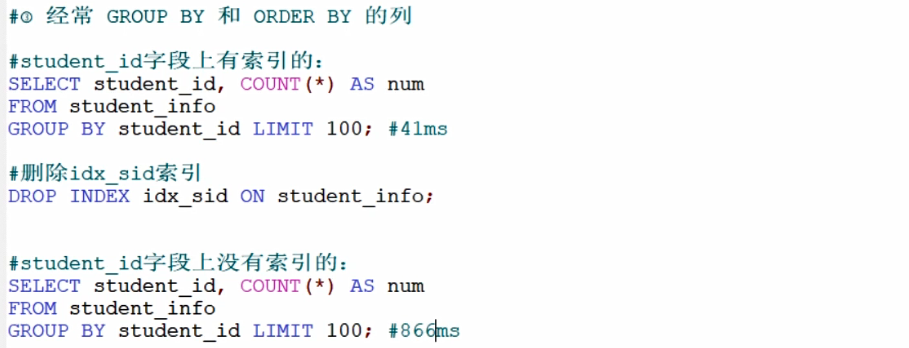 #③ 经常 GROUP BY 和 ORDER BY 的列
#student_id字段上有索引的：
SELECT student_id, COUNT(*) AS num
FROM student_info
GROUP BY student_id LIMIT 100; #41ms
#删除idx_sid索引
DROP INDEX idx_sid ON student_info;
#student_id字段上没有索引的：
SELECT student_id, COUNT(*) AS num
FROM student_info
GROUP BY student_id LIMIT 100; #866ms